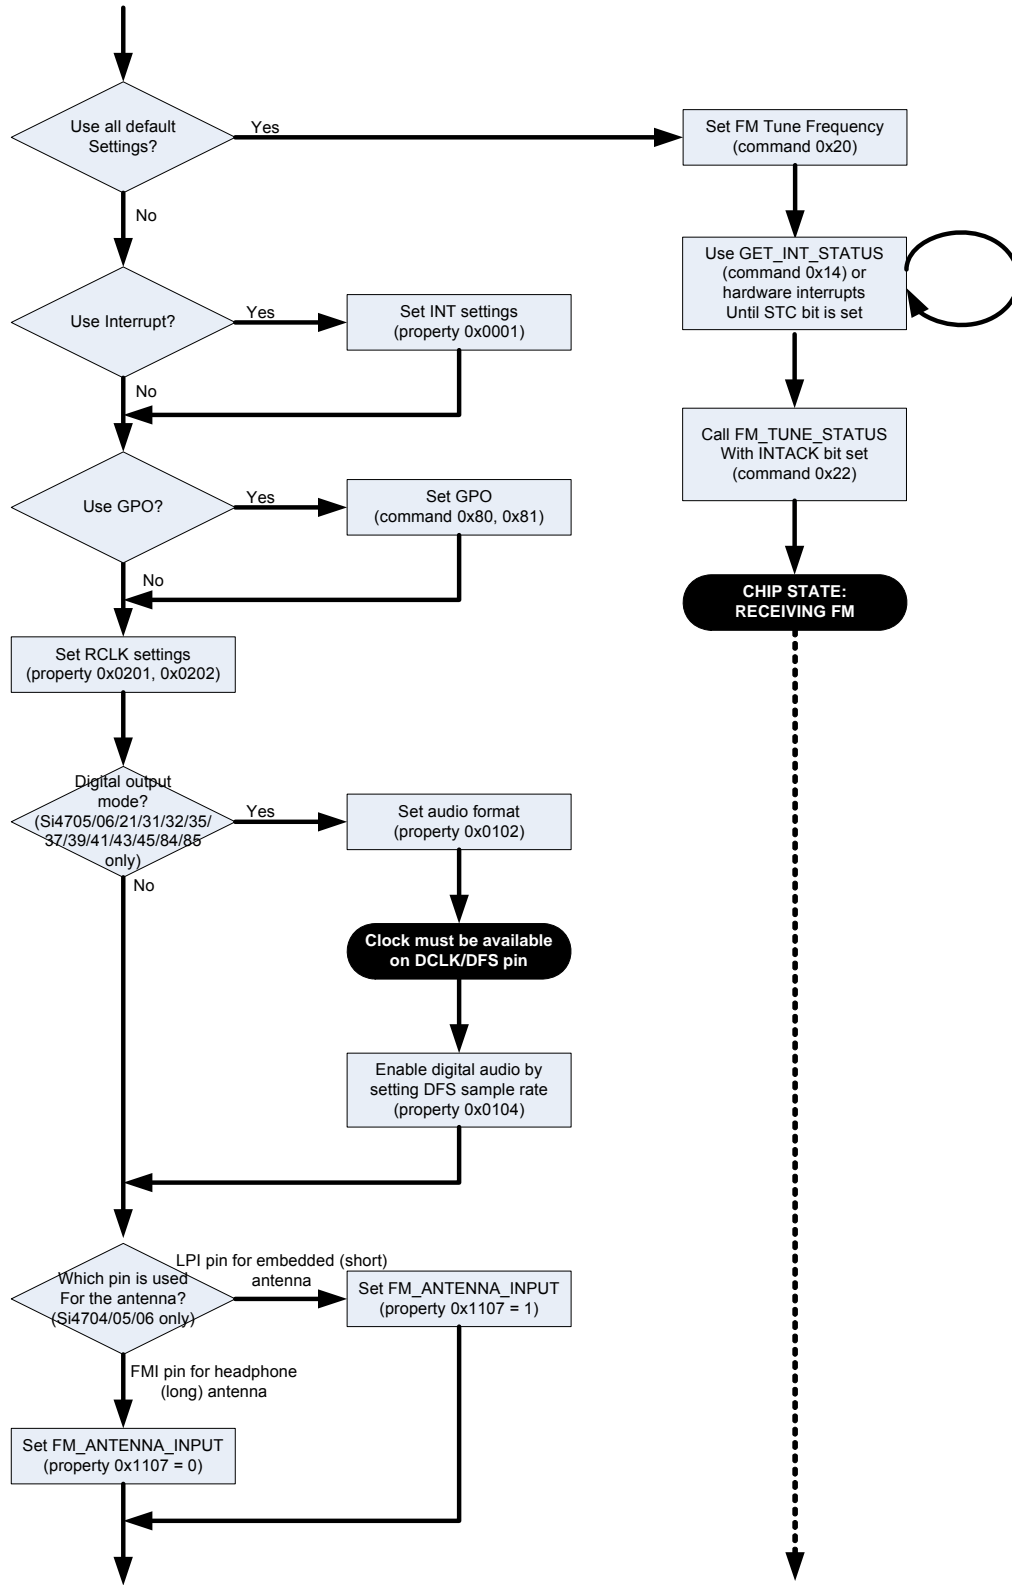 Use all default
Settings?
Yes
Set FM Tune Frequency
(command 0x20)
No
Use GET_INT_STATUS
(command 0x14) or
hardware interrupts
Until STC bit is set
Use Interrupt?
Yes
Set INT settings
(property 0x0001)
No
Call FM_TUNE_STATUS
With INTACK bit set
(command 0x22)
Use GPO?
Yes
Set GPO
(command 0x80, 0x81)
No
CHIP STATE:
RECEIVING FM
Set RCLK settings
(property 0x0201, 0x0202)
Digital output
mode?
(Si4705/06/21/31/32/35/
37/39/41/43/45/84/85
only)
Yes
Set audio format
(property 0x0102)
No
Clock must be available
on DCLK/DFS pin
Enable digital audio by
setting DFS sample rate
(property 0x0104)
Which pin is used
For the antenna?
(Si4704/05/06 only)
LPI pin for embedded (short)
antenna
Set FM_ANTENNA_INPUT
(property 0x1107 = 1)
FMI pin for headphone
(long) antenna
Set FM_ANTENNA_INPUT
(property 0x1107 = 0)